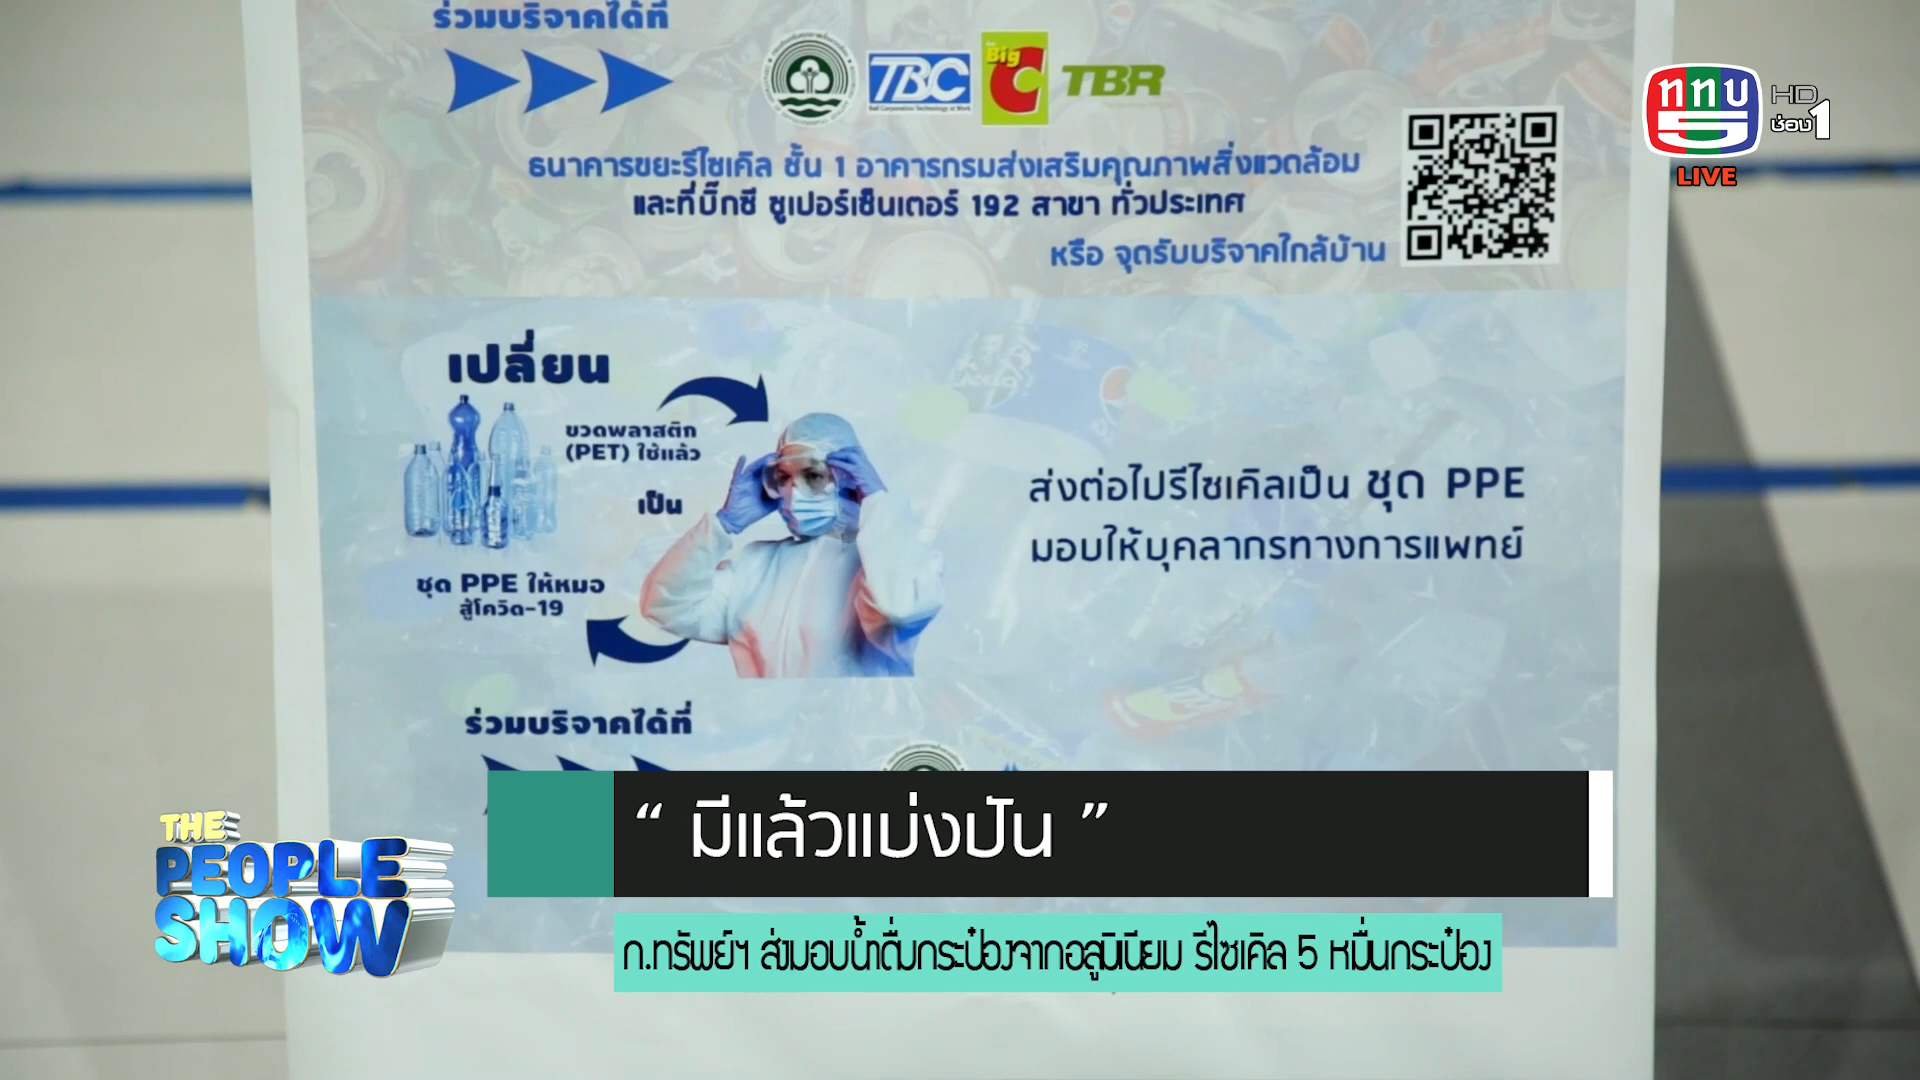 ร่วมบริจาคได้ที่
TBC
Ball Corporation Technology at Work
Big C
TBR
ททบ 5
HD
ช่อง 1
LIVE
ธนาคารขยะรีไซเคิล ชั้น 1 อาคารกรมส่งเสริมคุณภาพสิ่งแวดล้อม
และที่บิ๊กซี ซูเปอร์เซ็นเตอร์ 192 สาขา ทั่วประเทศ
หรือ จุดรับบริจาคใกล้บ้าน
เปลี่ยน
ขวดพลาสติก
(PET) ใช้แล้ว
เป็น
ชุด PPE ให้หมอ
สู้โควิด-19
ส่งต่อไปรีไซเคิลเป็น ชุด PPE
มอบให้บุคลากรทางการแพทย์
ร่วมบริจาคได้ที่
THE
PEOPLE
SHOW
“ มีแล้วแบ่งปัน ”
ก.ทรัพย์ฯ ส่งมอบน้ำดื่มกระป๋องจากอลูมิเนียม รีไซเคิล 5 หมื่นกระป๋อง